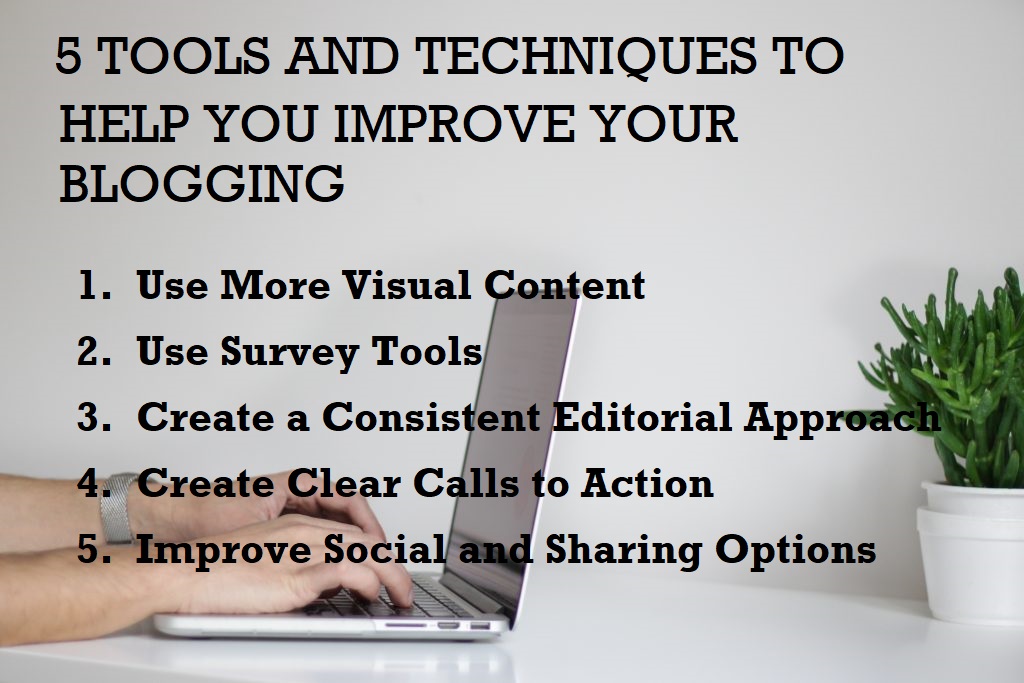 5 TOOLS AND TECHNIQUES TO
HELP YOU IMPROVE YOUR
BLOGGING
1. Use More Visual Content
2. Use Survey Tools
3. Create a Consistent Editorial Approach
4. Create Clear Calls to Action
5. Improve Social and Sharing Options